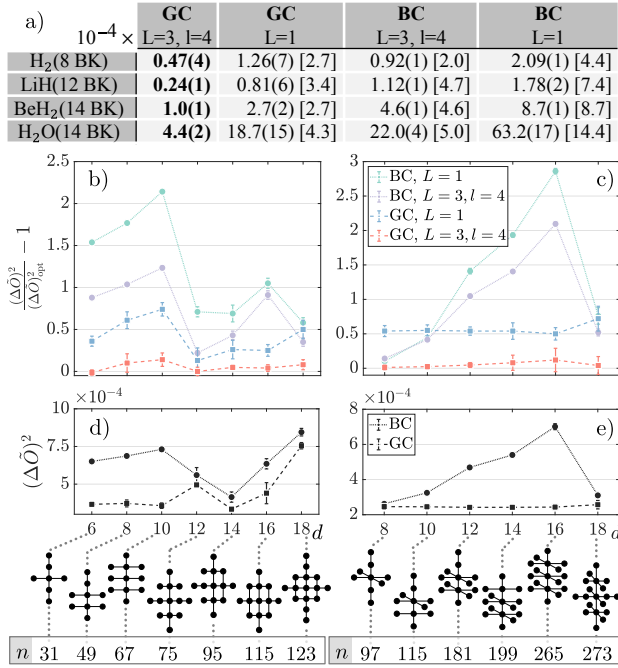 a)
GC GC BC BC
10⁻⁴ × L=3, l=4 L=1 L=3, l=4 L=1
H₂(8 BK) 0.47(4) 1.26(7) [2.7] 0.92(1) [2.0] 2.09(1) [4.4]
LiH(12 BK) 0.24(1) 0.81(6) [3.4] 1.12(1) [4.7] 1.78(2) [7.4]
BeH₂(14 BK) 1.0(1) 2.7(2) [2.7] 4.6(1) [4.6] 8.7(1) [8.7]
H₂O(14 BK) 4.4(2) 18.7(15) [4.3] 22.0(4) [5.0] 63.2(17) [14.4]
b)
(ΔÕ)²/(ΔÕ)²opt − 1
2.5
2
1.5
1
0.5
0
c)
BC, L = 1
BC, L = 3, l = 4
GC, L = 1
GC, L = 3, l = 4
3
2.5
2
1.5
1
0.5
0
×10⁻⁴
d)
(ΔÕ)²
10
7.5
5
6 8 10 12 14 16 18 d
×10⁻⁴
e)
BC
GC
8
6
4
2
8 10 12 14 16 18
n 31 49 67 75 95 115 123
n 97 115 181 199 265 273